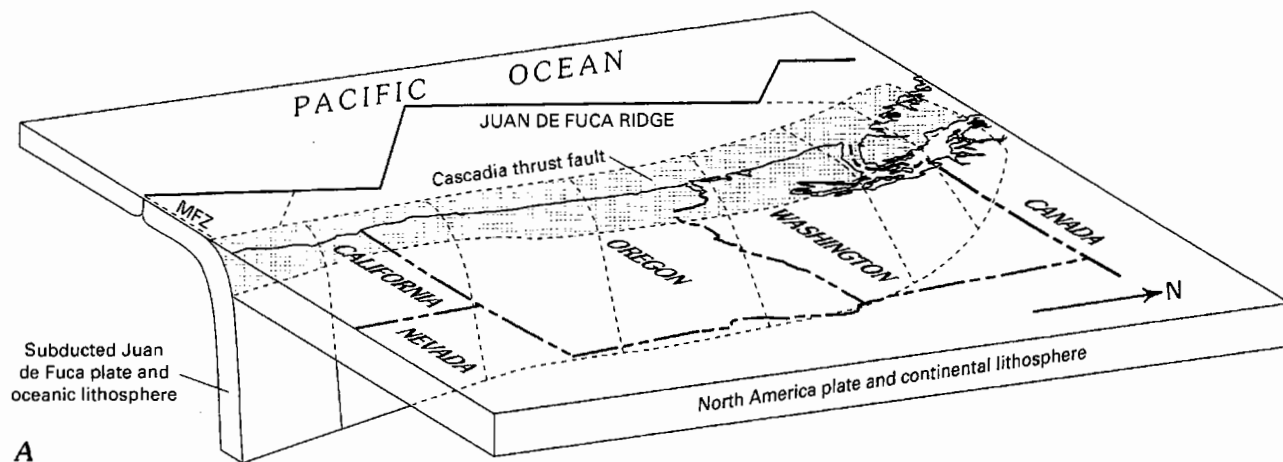 PACIFIC OCEAN
JUAN DE FUCA RIDGE
Cascadia thrust fault
MFZ
CALIFORNIA
NEVADA
OREGON
WASHINGTON
CANADA
N
Subducted Juan
de Fuca plate and
oceanic lithosphere
North America plate and continental lithosphere
A